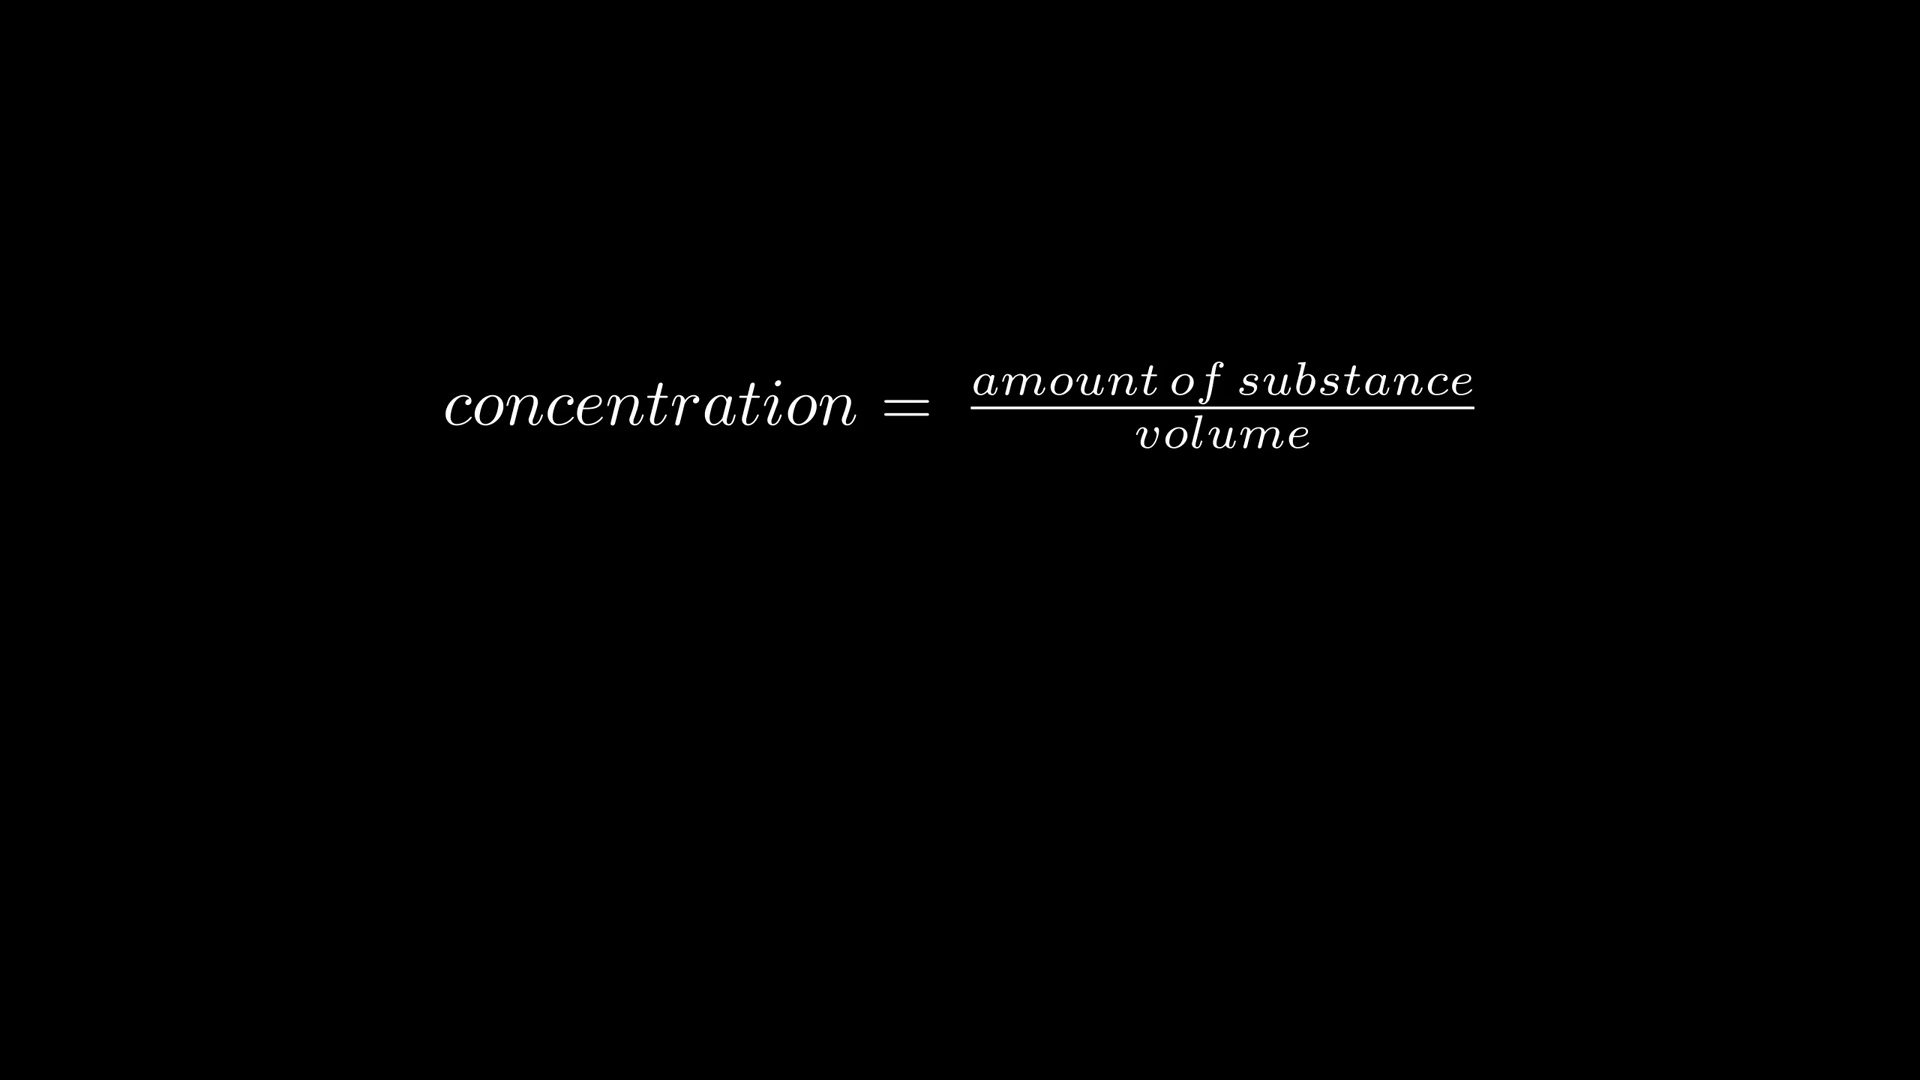 concentration = amount of substance / volume